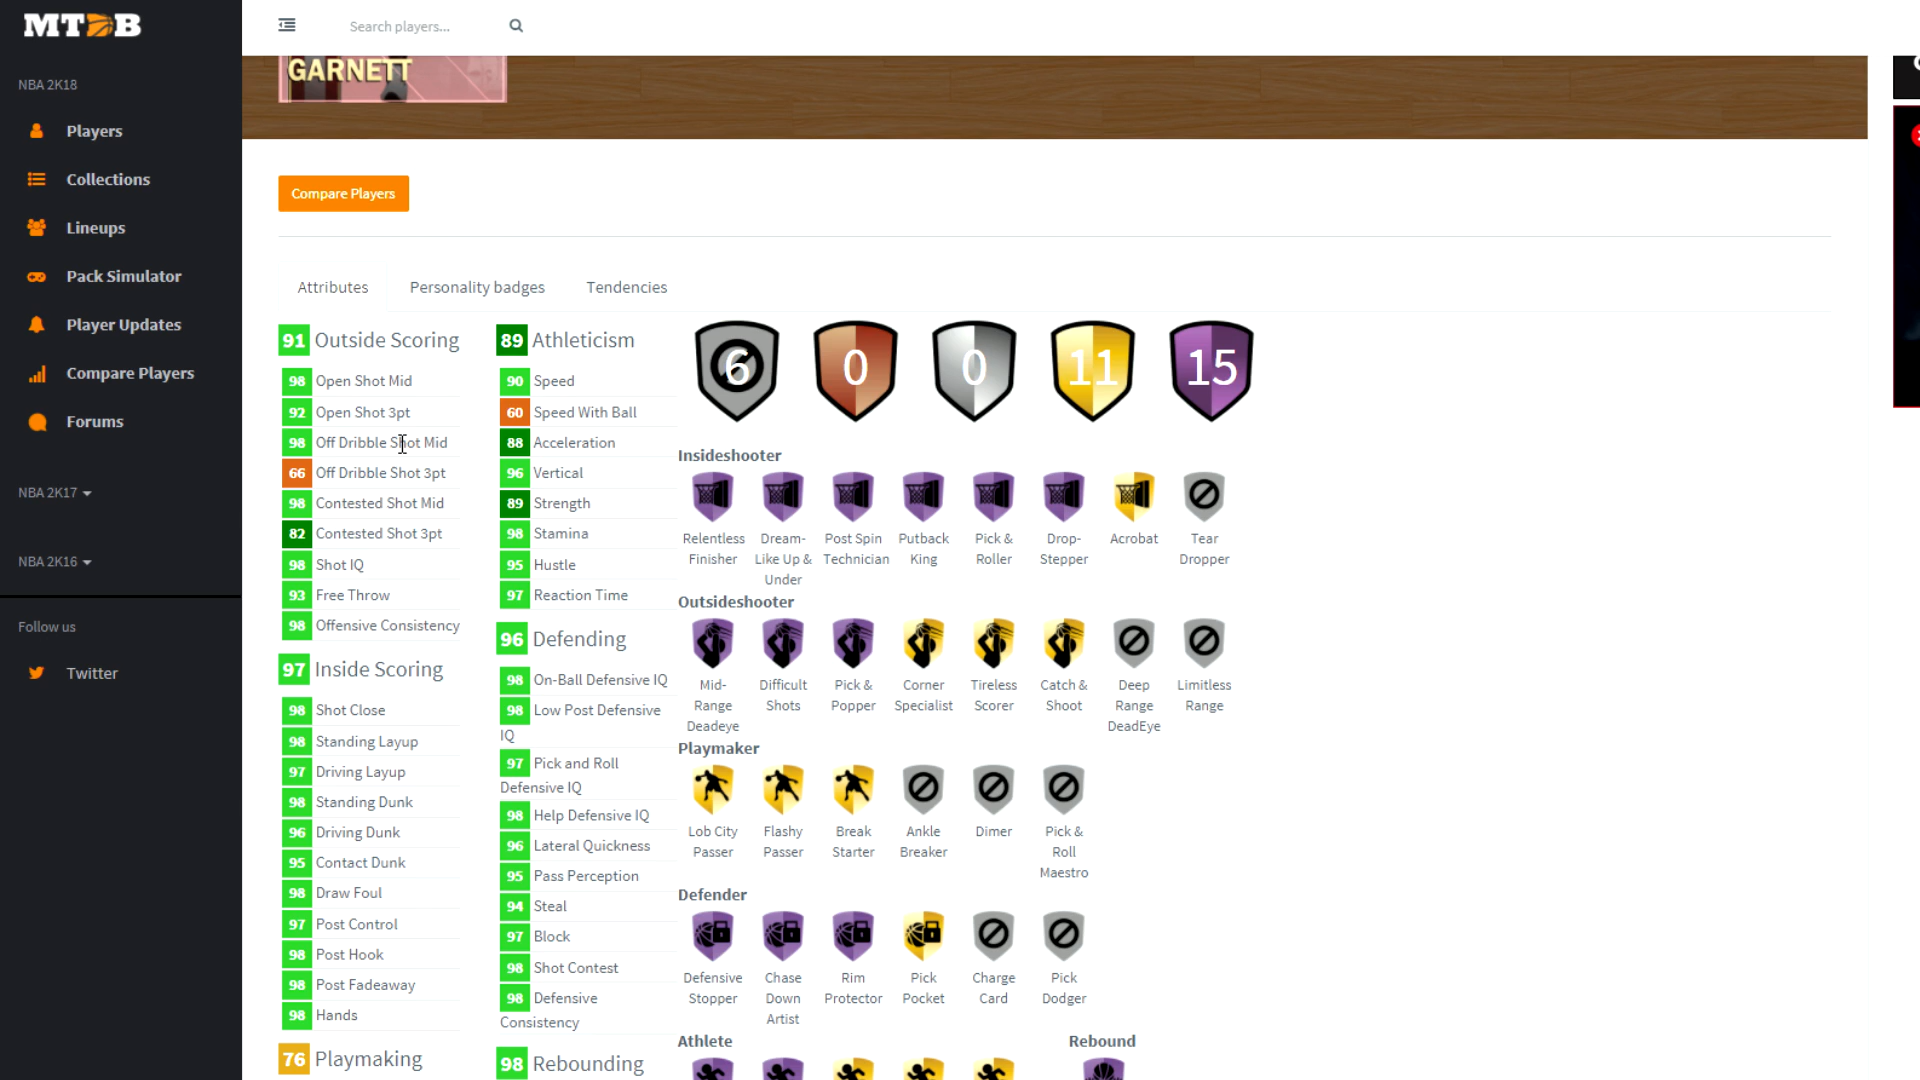 MTDB
Search players...
NBA 2K18
Players
Collections
Lineups
Pack Simulator
Player Updates
Compare Players
Forums
NBA 2K17
NBA 2K16
Follow us
Twitter
GARNETT
Compare Players
Attributes
Personality badges
Tendencies
91 Outside Scoring
98 Open Shot Mid
92 Open Shot 3pt
98 Off Dribble Shot Mid
66 Off Dribble Shot 3pt
98 Contested Shot Mid
82 Contested Shot 3pt
98 Shot IQ
93 Free Throw
98 Offensive Consistency
97 Inside Scoring
98 Shot Close
98 Standing Layup
97 Driving Layup
98 Standing Dunk
96 Driving Dunk
95 Contact Dunk
98 Draw Foul
97 Post Control
98 Post Hook
98 Post Fadeaway
98 Hands
76 Playmaking
89 Athleticism
90 Speed
60 Speed With Ball
88 Acceleration
96 Vertical
89 Strength
98 Stamina
95 Hustle
97 Reaction Time
96 Defending
98 On-Ball Defensive IQ
98 Low Post Defensive
IQ
97 Pick and Roll
Defensive IQ
98 Help Defensive IQ
96 Lateral Quickness
95 Pass Perception
94 Steal
97 Block
98 Shot Contest
98 Defensive
Consistency
98 Rebounding
6 0 0 11 15
Insideshooter
Relentless
Finisher
Dream-
Like Up &
Under
Post Spin
Technician
Putback
King
Pick &
Roller
Drop-
Stepper
Acrobat
Tear
Dropper
Outsideshooter
Mid-
Range
Deadeye
Difficult
Shots
Pick &
Popper
Corner
Specialist
Tireless
Scorer
Catch &
Shoot
Deep
Range
DeadEye
Limitless
Range
Playmaker
Lob City
Passer
Flashy
Passer
Break
Starter
Ankle
Breaker
Dimer
Pick &
Roll
Maestro
Defender
Defensive
Stopper
Chase
Down
Artist
Rim
Protector
Pick
Pocket
Charge
Card
Pick
Dodger
Athlete
Rebound